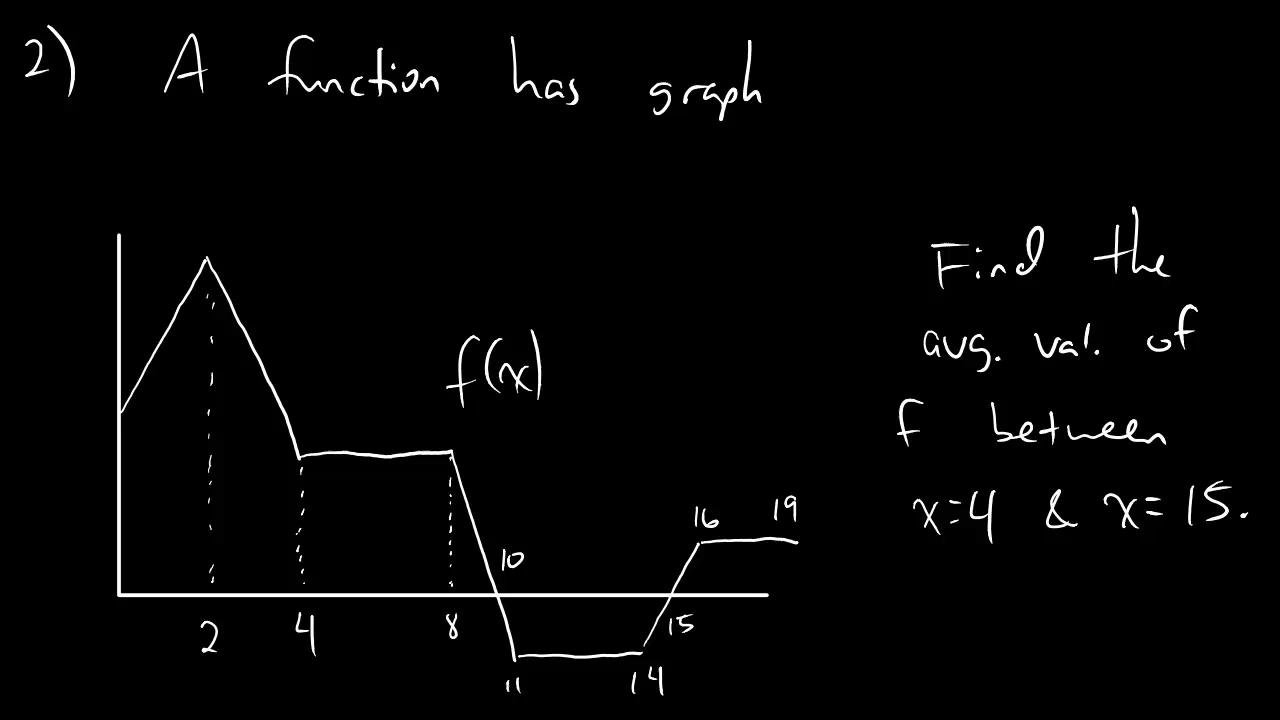 2) A function has graph
Find the
avg. val. of
f(x)
f between
x=4 & x=15.
16 19
10
2 4 8 15
11 14